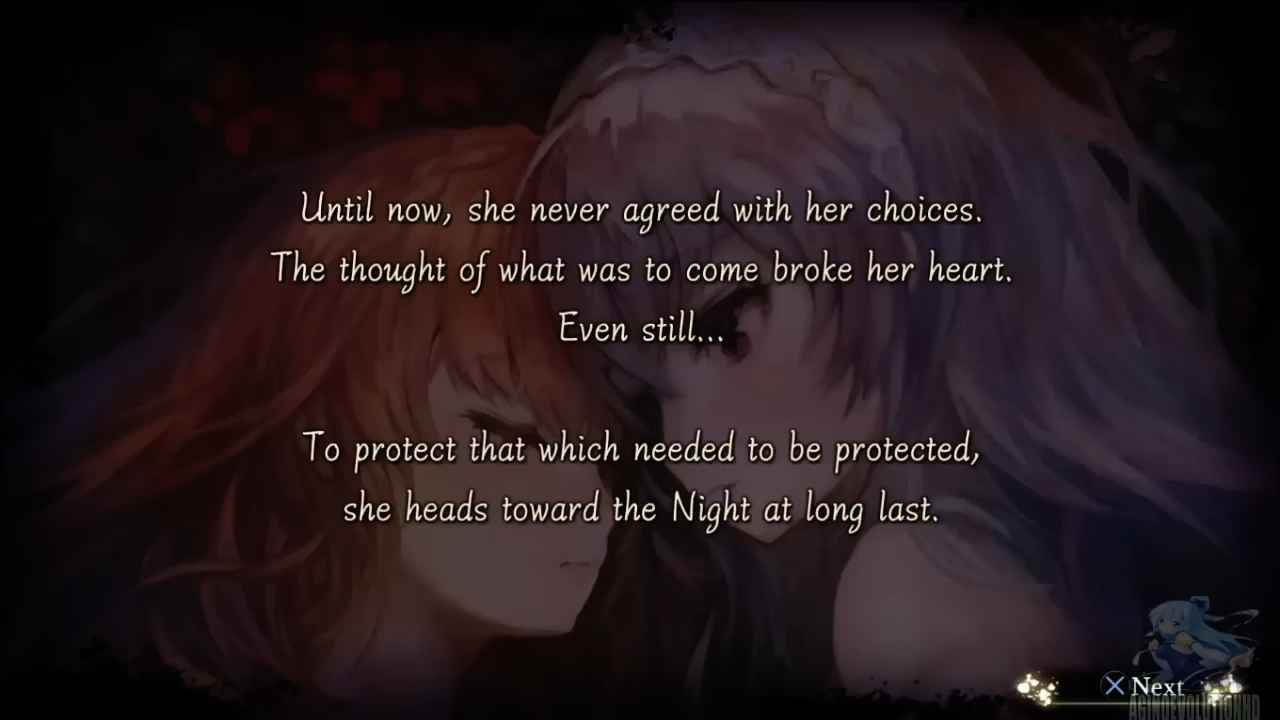 Until now, she never agreed with her choices.
The thought of what was to come broke her heart.
Even still...
To protect that which needed to be protected,
she heads toward the Night at long last.
Next